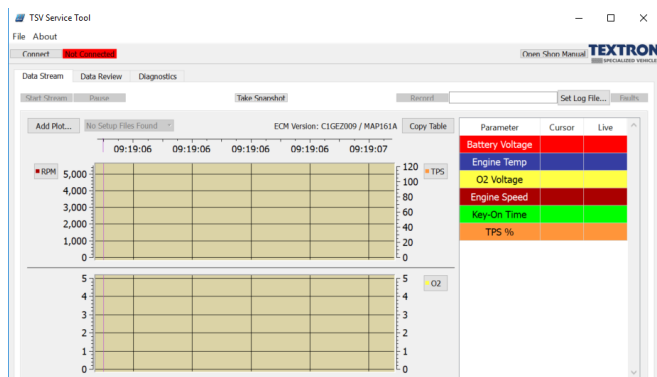 TSV Service Tool
File About
Connect Not Connected Open Shop Manual TEXTRON
SPECIALIZED VEHICLES
Data Stream Data Review Diagnostics
Start Stream Pause Take Snapshot Record Set Log File... Faults
Add Plot... No Setup Files Found ECM Version: C1GEZ009 / MAP161A Copy Table Parameter Cursor Live
09:19:06 09:19:06 09:19:06 09:19:06 09:19:07
Battery Voltage
Engine Temp
RPM 5,000 120 TPS
O2 Voltage
4,000 100
Engine Speed
3,000 80
Key-On Time
2,000 60
TPS %
1,000 40
20
0 0
5 5 O2
4 4
3 3
2 2
1 1
0 0